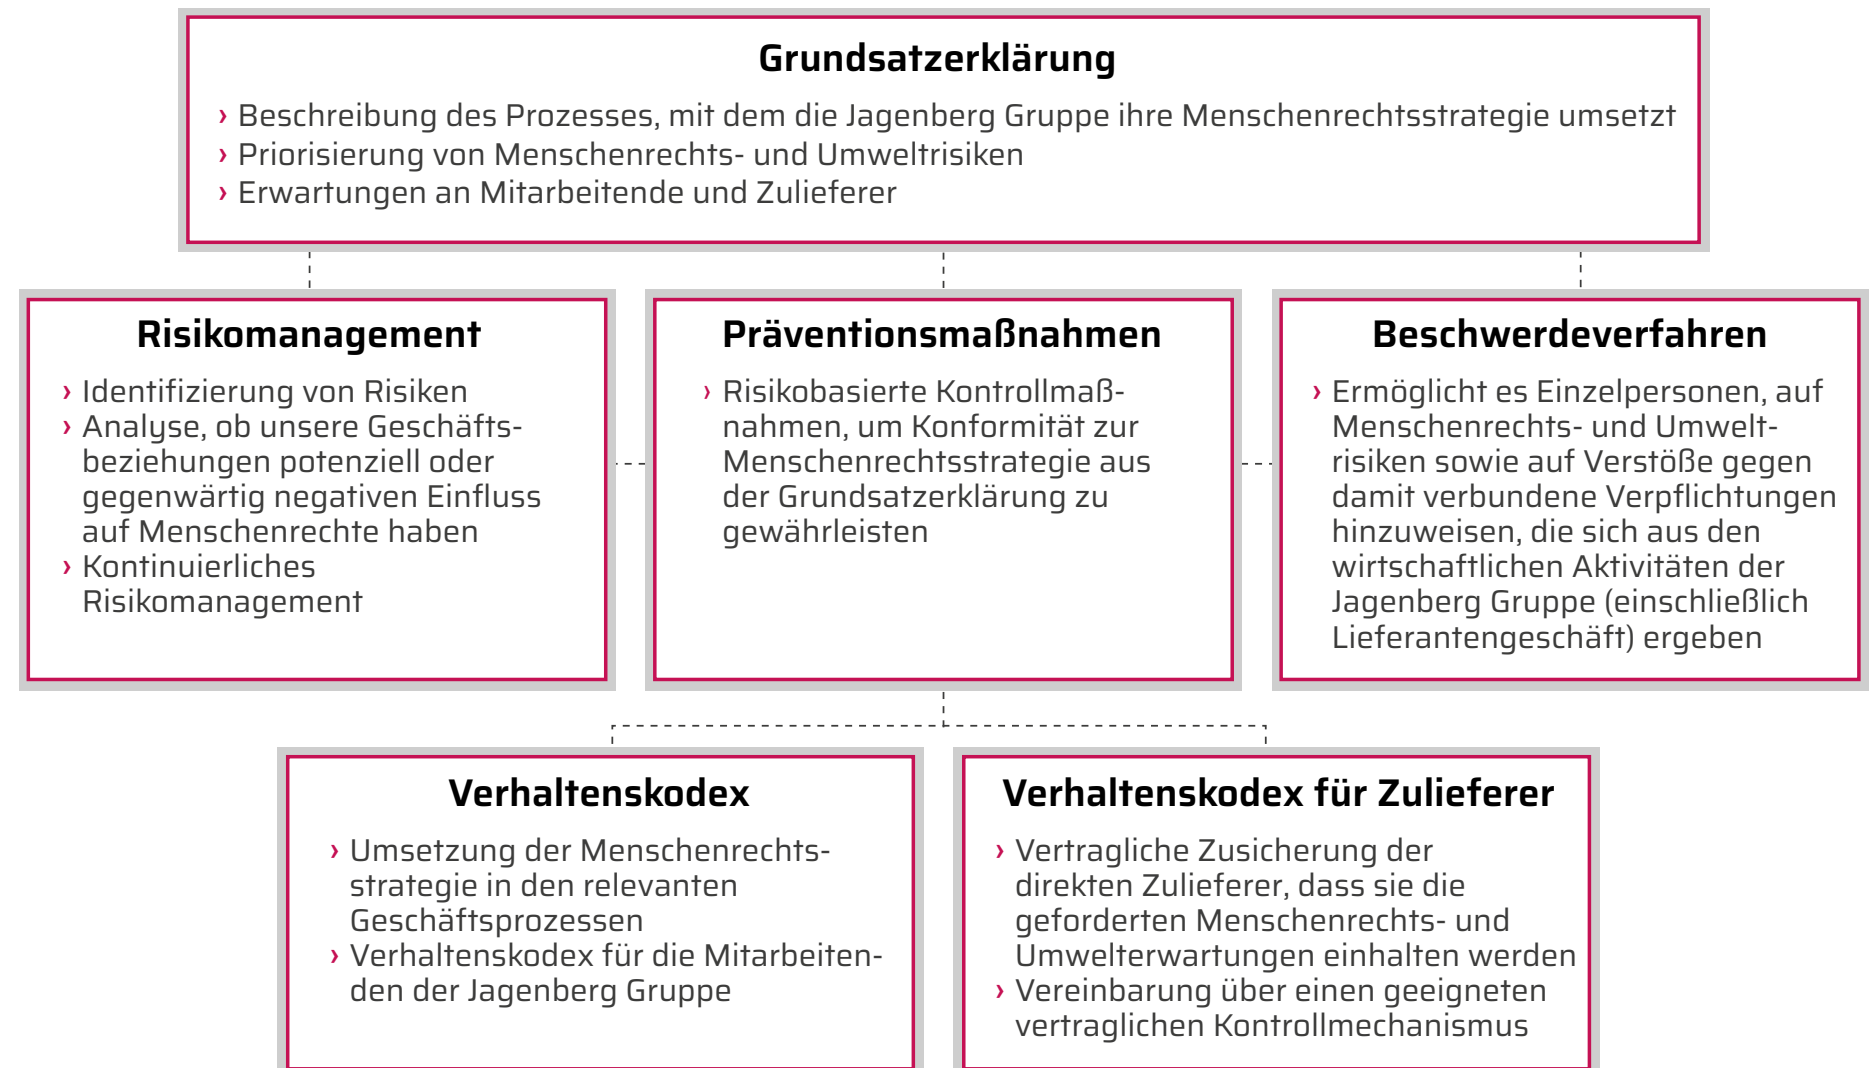 Grundsatzerklärung
› Beschreibung des Prozesses, mit dem die Jagenberg Gruppe ihre Menschenrechtsstrategie umsetzt
› Priorisierung von Menschenrechts- und Umweltrisiken
› Erwartungen an Mitarbeitende und Zulieferer
Risikomanagement
› Identifizierung von Risiken
› Analyse, ob unsere Geschäfts-
beziehungen potenziell oder
gegenwärtig negativen Einfluss
auf Menschenrechte haben
› Kontinuierliches
Risikomanagement
Präventionsmaßnahmen
› Risikobasierte Kontrollmaß-
nahmen, um Konformität zur
Menschenrechtsstrategie aus
der Grundsatzerklärung zu
gewährleisten
Beschwerdeverfahren
› Ermöglicht es Einzelpersonen, auf
Menschenrechts- und Umwelt-
risiken sowie auf Verstöße gegen
damit verbundene Verpflichtungen
hinzuweisen, die sich aus den
wirtschaftlichen Aktivitäten der
Jagenberg Gruppe (einschließlich
Lieferantengeschäft) ergeben
Verhaltenskodex
› Umsetzung der Menschenrechts-
strategie in den relevanten
Geschäftsprozessen
› Verhaltenskodex für die Mitarbeiten-
den der Jagenberg Gruppe
Verhaltenskodex für Zulieferer
› Vertragliche Zusicherung der
direkten Zulieferer, dass sie die
geforderten Menschenrechts- und
Umwelterwartungen einhalten werden
› Vereinbarung über einen geeigneten
vertraglichen Kontrollmechanismus